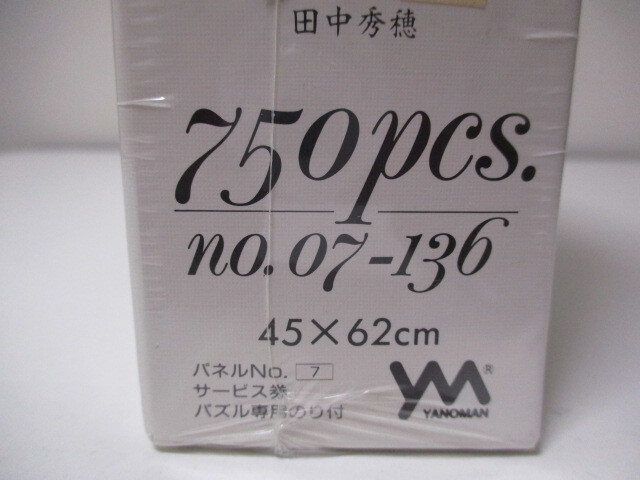 田中秀穂
750pcs.
no.07-136
45×62cm
パネルNo. 7
サービス券
パズル専用のり付
YM®
YANOMAN